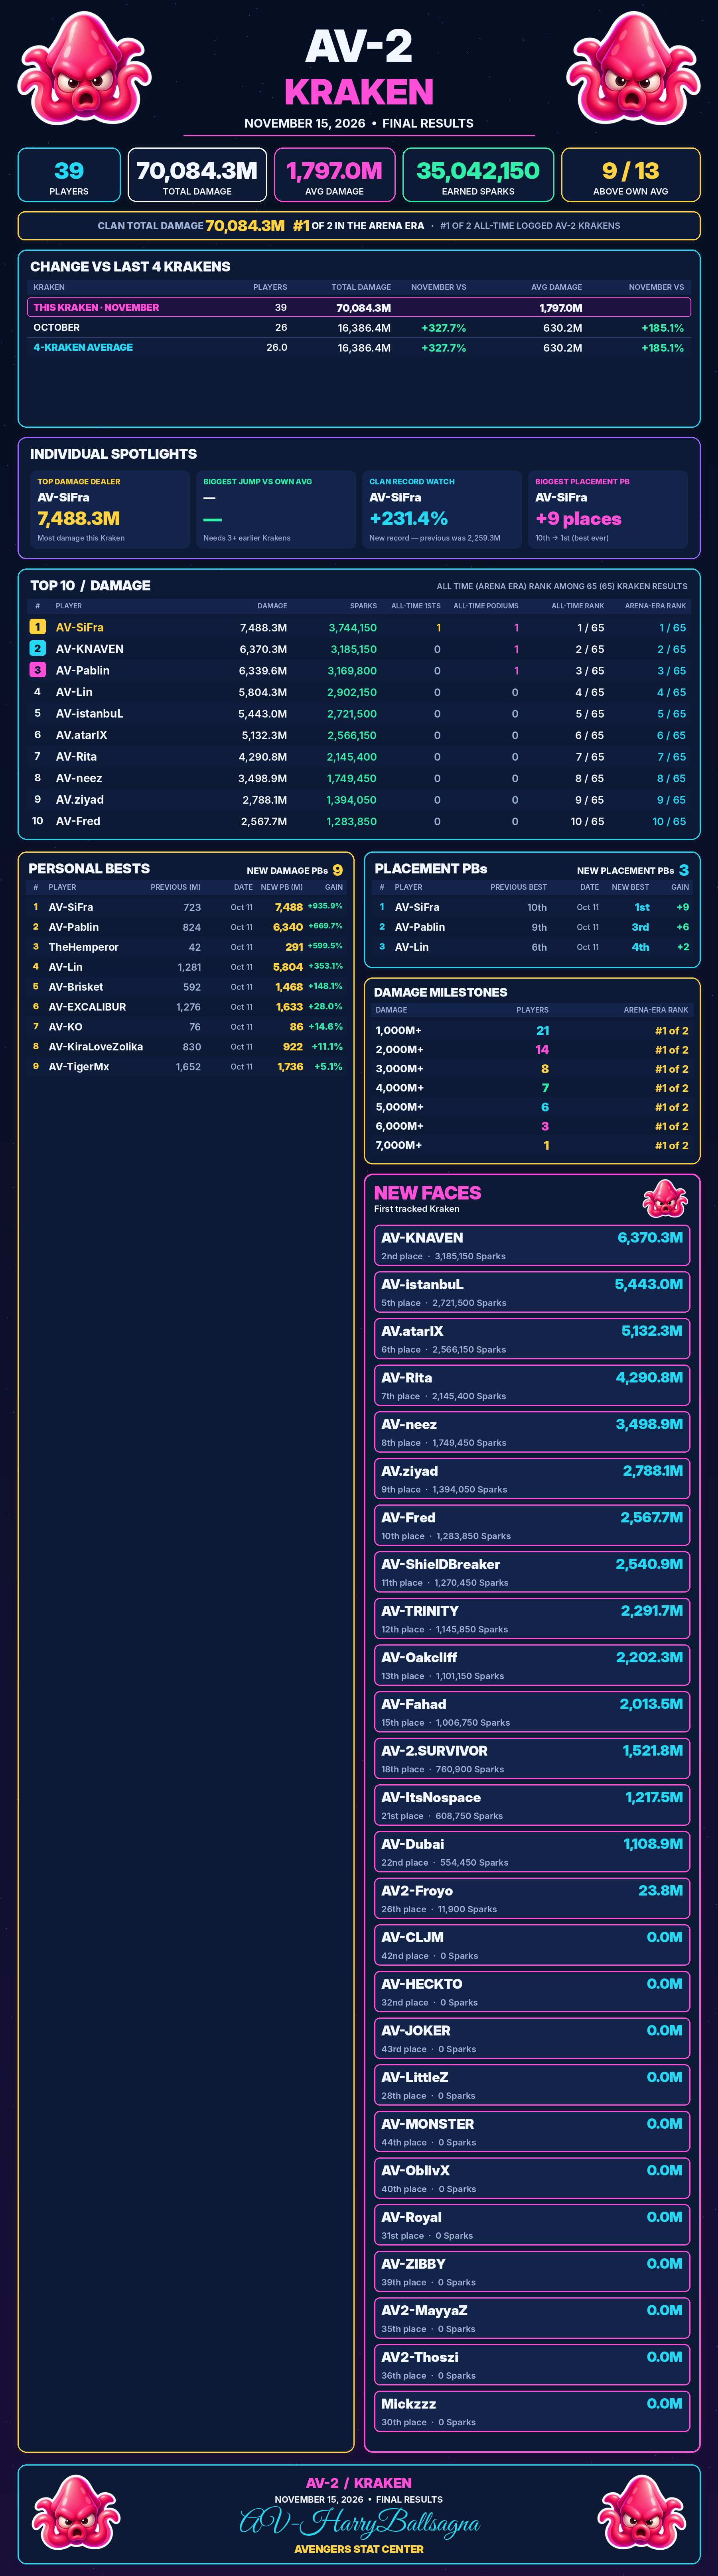 AV-2
KRAKEN
NOVEMBER 15, 2026 • FINAL RESULTS
39
PLAYERS
70,084.3M
TOTAL DAMAGE
1,797.0M
AVG DAMAGE
35,042,150
EARNED SPARKS
9 / 13
ABOVE OWN AVG
CLAN TOTAL DAMAGE 70,084.3M #1 OF 2 IN THE ARENA ERA · #1 OF 2 ALL-TIME LOGGED AV-2 KRAKENS
CHANGE VS LAST 4 KRAKENS
KRAKEN PLAYERS TOTAL DAMAGE NOVEMBER VS AVG DAMAGE NOVEMBER VS
THIS KRAKEN · NOVEMBER 39 70,084.3M 1,797.0M
OCTOBER 26 16,386.4M +327.7% 630.2M +185.1%
4-KRAKEN AVERAGE 26.0 16,386.4M +327.7% 630.2M +185.1%
INDIVIDUAL SPOTLIGHTS
TOP DAMAGE DEALER
AV-SiFra
7,488.3M
Most damage this Kraken
BIGGEST JUMP VS OWN AVG
—
—
Needs 3+ earlier Krakens
CLAN RECORD WATCH
AV-SiFra
+231.4%
New record — previous was 2,259.3M
BIGGEST PLACEMENT PB
AV-SiFra
+9 places
10th → 1st (best ever)
TOP 10 / DAMAGE
ALL TIME (ARENA ERA) RANK AMONG 65 (65) KRAKEN RESULTS
# PLAYER DAMAGE SPARKS ALL-TIME 1STS ALL-TIME PODIUMS ALL-TIME RANK ARENA-ERA RANK
1 AV-SiFra 7,488.3M 3,744,150 1 1 1 / 65 1 / 65
2 AV-KNAVEN 6,370.3M 3,185,150 0 1 2 / 65 2 / 65
3 AV-Pablin 6,339.6M 3,169,800 0 1 3 / 65 3 / 65
4 AV-Lin 5,804.3M 2,902,150 0 0 4 / 65 4 / 65
5 AV-istanbuL 5,443.0M 2,721,500 0 0 5 / 65 5 / 65
6 AV.atarIX 5,132.3M 2,566,150 0 0 6 / 65 6 / 65
7 AV-Rita 4,290.8M 2,145,400 0 0 7 / 65 7 / 65
8 AV-neez 3,498.9M 1,749,450 0 0 8 / 65 8 / 65
9 AV.ziyad 2,788.1M 1,394,050 0 0 9 / 65 9 / 65
10 AV-Fred 2,567.7M 1,283,850 0 0 10 / 65 10 / 65
PERSONAL BESTS
NEW DAMAGE PBs 9
# PLAYER PREVIOUS (M) DATE NEW PB (M) GAIN
1 AV-SiFra 723 Oct 11 7,488 +935.9%
2 AV-Pablin 824 Oct 11 6,340 +669.7%
3 TheHemperor 42 Oct 11 291 +599.5%
4 AV-Lin 1,281 Oct 11 5,804 +353.1%
5 AV-Brisket 592 Oct 11 1,468 +148.1%
6 AV-EXCALIBUR 1,276 Oct 11 1,633 +28.0%
7 AV-KO 76 Oct 11 86 +14.6%
8 AV-KiraLoveZolika 830 Oct 11 922 +11.1%
9 AV-TigerMx 1,652 Oct 11 1,736 +5.1%
PLACEMENT PBs
NEW PLACEMENT PBs 3
# PLAYER PREVIOUS BEST DATE NEW BEST GAIN
1 AV-SiFra 10th Oct 11 1st +9
2 AV-Pablin 9th Oct 11 3rd +6
3 AV-Lin 6th Oct 11 4th +2
DAMAGE MILESTONES
DAMAGE PLAYERS ARENA-ERA RANK
1,000M+ 21 #1 of 2
2,000M+ 14 #1 of 2
3,000M+ 8 #1 of 2
4,000M+ 7 #1 of 2
5,000M+ 6 #1 of 2
6,000M+ 3 #1 of 2
7,000M+ 1 #1 of 2
NEW FACES
First tracked Kraken
AV-KNAVEN 6,370.3M
2nd place · 3,185,150 Sparks
AV-istanbuL 5,443.0M
5th place · 2,721,500 Sparks
AV.atarIX 5,132.3M
6th place · 2,566,150 Sparks
AV-Rita 4,290.8M
7th place · 2,145,400 Sparks
AV-neez 3,498.9M
8th place · 1,749,450 Sparks
AV.ziyad 2,788.1M
9th place · 1,394,050 Sparks
AV-Fred 2,567.7M
10th place · 1,283,850 Sparks
AV-ShielDBreaker 2,540.9M
11th place · 1,270,450 Sparks
AV-TRINITY 2,291.7M
12th place · 1,145,850 Sparks
AV-Oakcliff 2,202.3M
13th place · 1,101,150 Sparks
AV-Fahad 2,013.5M
15th place · 1,006,750 Sparks
AV-2.SURVIVOR 1,521.8M
18th place · 760,900 Sparks
AV-ItsNospace 1,217.5M
21st place · 608,750 Sparks
AV-Dubai 1,108.9M
22nd place · 554,450 Sparks
AV2-Froyo 23.8M
26th place · 11,900 Sparks
AV-CLJM 0.0M
42nd place · 0 Sparks
AV-HECKTO 0.0M
32nd place · 0 Sparks
AV-JOKER 0.0M
43rd place · 0 Sparks
AV-LittleZ 0.0M
28th place · 0 Sparks
AV-MONSTER 0.0M
44th place · 0 Sparks
AV-OblivX 0.0M
40th place · 0 Sparks
AV-Royal 0.0M
31st place · 0 Sparks
AV-ZIBBY 0.0M
39th place · 0 Sparks
AV2-MayyaZ 0.0M
35th place · 0 Sparks
AV2-Thoszi 0.0M
36th place · 0 Sparks
Mickzzz 0.0M
30th place · 0 Sparks
AV-2 / KRAKEN
NOVEMBER 15, 2026 • FINAL RESULTS
AV-HarryBallsagna
AVENGERS STAT CENTER